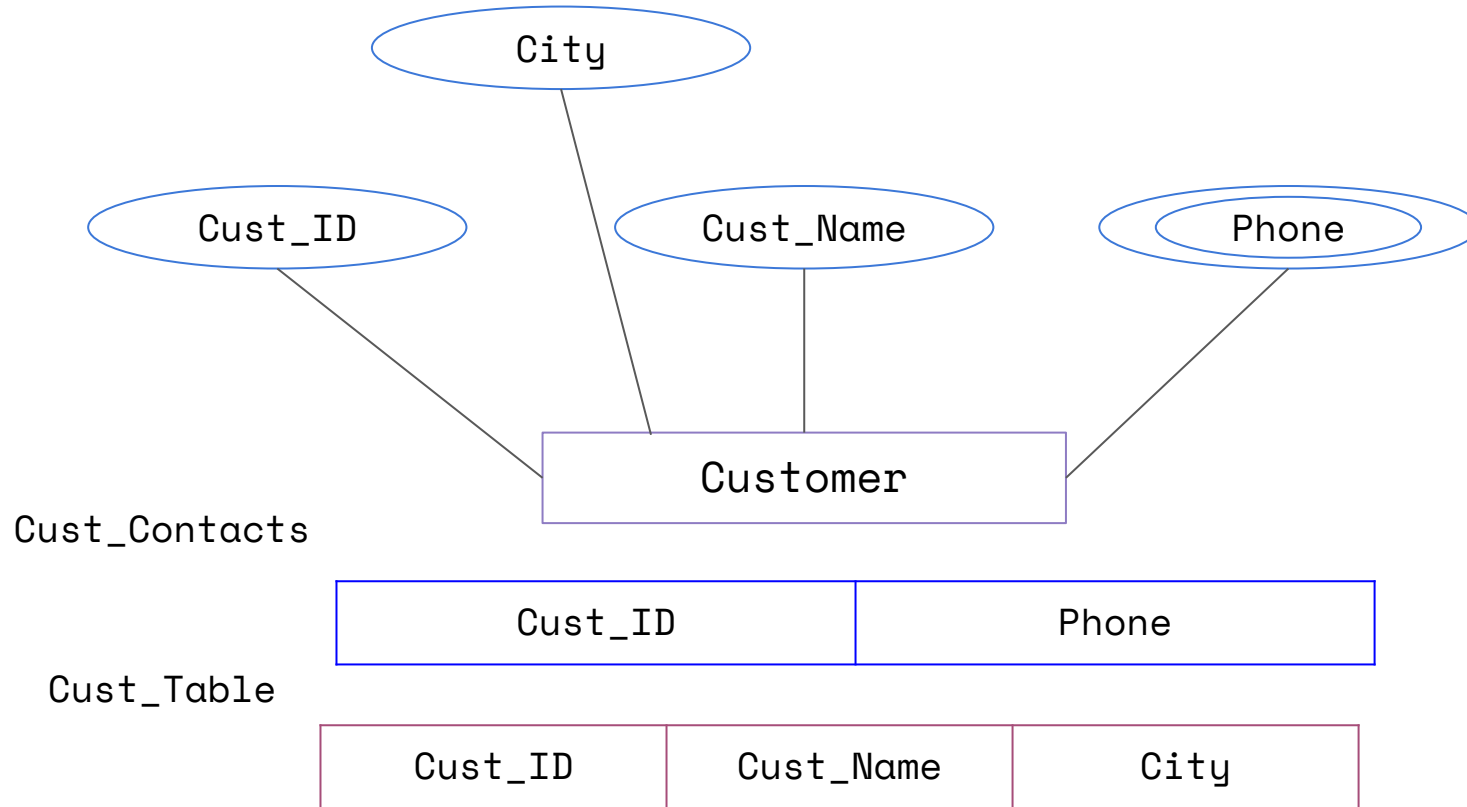 City
Cust_ID
Cust_Name
Phone
Customer
Cust_Contacts
Cust_ID
Phone
Cust_Table
Cust_ID
Cust_Name
City